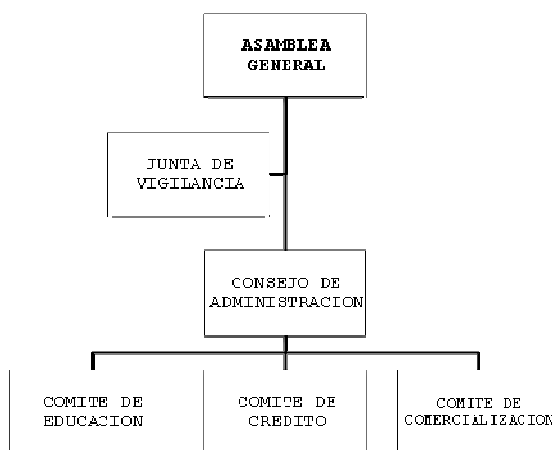 ASAMBLEA
GENERAL
JUNTA DE
VIGILANCIA
CONSEJO DE
ADMINISTRACION
COMITE DE
EDUCACION
COMITE DE
CREDITO
COMITE DE
COMERCIALIZACION